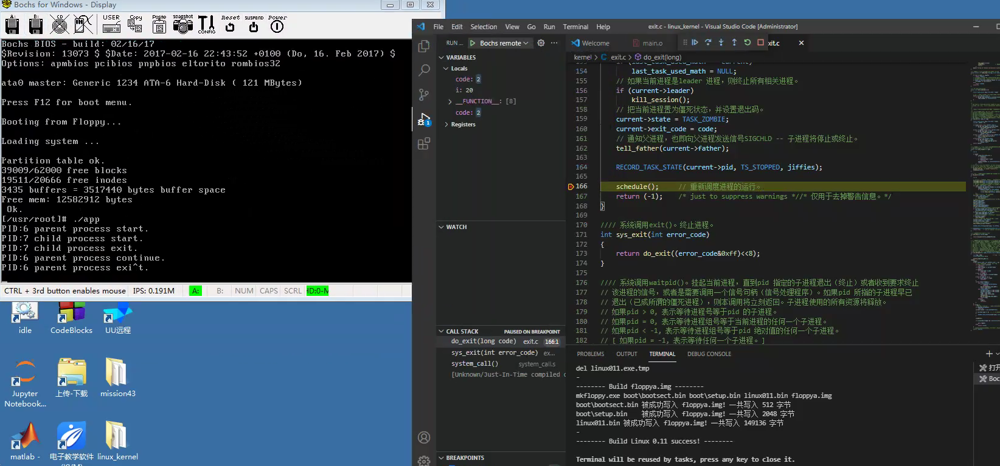 Bochs for Windows - Display
A:
B:
CD
USER
Copy
Paste
snapshot
CONFIG
Reset
SUSPEND
Power
Bochs BIOS - build: 02/16/17
$Revision: 13073 $ $Date: 2017-02-16 22:43:52 +0100 (Do, 16. Feb 2017) $
Options: apmbios pcibios pnpbios eltorito rombios32
ata0 master: Generic 1234 ATA-6 Hard-Disk ( 121 MBytes)
Press F12 for boot menu.
Booting from Floppy...
Loading system ...
Partition table ok.
39009/62000 free blocks
19511/20666 free inodes
3435 buffers = 3517440 bytes buffer space
Free mem: 12582912 bytes
Ok.
[/usr/root]# ./app
PID:6 parent process start.
PID:7 child process start.
PID:7 child process exit.
PID:6 parent process continue.
PID:6 parent process exi^t.
CTRL + 3rd button enables mouse
IPS: 0.191M
A:
B:
NUM
CAPS
SCRL
HD:0-M
idle
CodeBlocks
UU远程
Jupyter
Notebook...
上传-下载
mission43
matlab -
电子教学软件
linux_kernel
File Edit Selection View Go Run Terminal Help
exit.c - linux_kernel - Visual Studio Code [Administrator]
RUN ...
Bochs remote
VARIABLES
Locals
code: 2
i: 20
__FUNCTION__: [8]
code: 2
Registers
WATCH
CALL STACK
PAUSED ON BREAKPOINT
do_exit(long code) exit.c 166:1
sys_exit(int error_code) ex...
system_call() system_call.s
[Unknown/Just-In-Time compiled c
BREAKPOINTS
Welcome
main.o
xit.c
kernel > exit.c > do_exit(long)
154 last_task_used_math = NULL;
155 // 如果当前进程是leader 进程，则终止所有相关进程。
156 if (current->leader)
157 kill_session();
158 // 把当前进程置为僵死状态，并设置退出码。
159 current->state = TASK_ZOMBIE;
160 current->exit_code = code;
161 // 通知父进程，也即向父进程发送信号SIGCHLD -- 子进程将停止或终止。
162 tell_father(current->father);
163
164 RECORD_TASK_STATE(current->pid, TS_STOPPED, jiffies);
165
166 schedule(); // 重新调度进程的运行。
167 return (-1); /* just to suppress warnings *//* 仅用于去掉警告信息。*/
168 }
169
170 //// 系统调用exit()。终止进程。
171 int sys_exit(int error_code)
172 {
173 return do_exit((error_code&0xff)<<8);
174 }
175
176 //// 系统调用waitpid()。挂起当前进程，直到pid 指定的子进程退出（终止）或者收到要求终止
177 // 该进程的信号，或者是需要调用一个信号句柄（信号处理程序）。如果pid 所指的子进程早已
178 // 退出（已成所谓的僵死进程），则本调用将立刻返回。子进程使用的所有资源将释放。
179 // 如果pid > 0, 表示等待进程号等于pid 的子进程。
180 // 如果pid = 0, 表示等待进程组号等于当前进程的任何一个子进程。
181 // 如果pid < -1, 表示等待进程组号等于pid 绝对值的任何一个子进程。
182 // [ 如果pid = -1, 表示等待任何一个子进程。]
PROBLEMS OUTPUT TERMINAL DEBUG CONSOLE
del linux011.exe.tmp
-
-------- Build floppya.img --------
mkfloppy.exe boot\bootsect.bin boot\setup.bin linux011.bin floppya.img
boot\bootsect.bin 被成功写入 floppya.img! 一共写入 512 字节
boot\setup.bin 被成功写入 floppya.img! 一共写入 2048 字节
linux011.bin 被成功写入 floppya.img! 一共写入 149136 字节
-
-------- Build Linux 0.11 success! --------
Terminal will be reused by tasks, press any key to close it.
打开
Boc